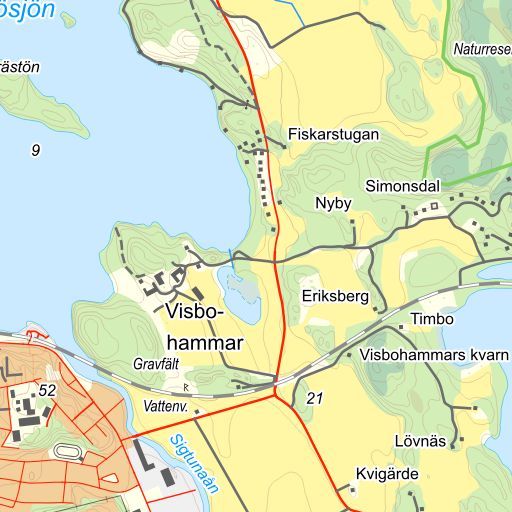 ösjön
rästön
Naturrese
9
Fiskarstugan
Simonsdal
Nyby
Eriksberg
Visbo-
hammar
Timbo
Gravfält
Visbohammars kvarn
52
R
Vattenv.
21
Sigtunaån
Lövnäs
Kvigärde